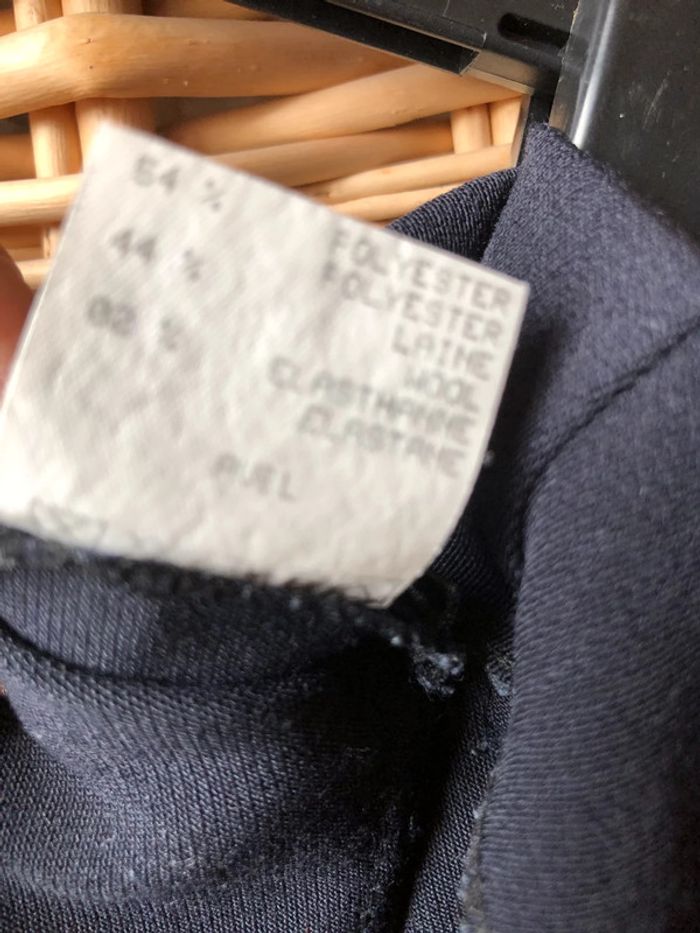 54 % POLYESTER
POLYESTER
44 % LAINE
WOOL
02 % ELASTHANNE
ELASTANE